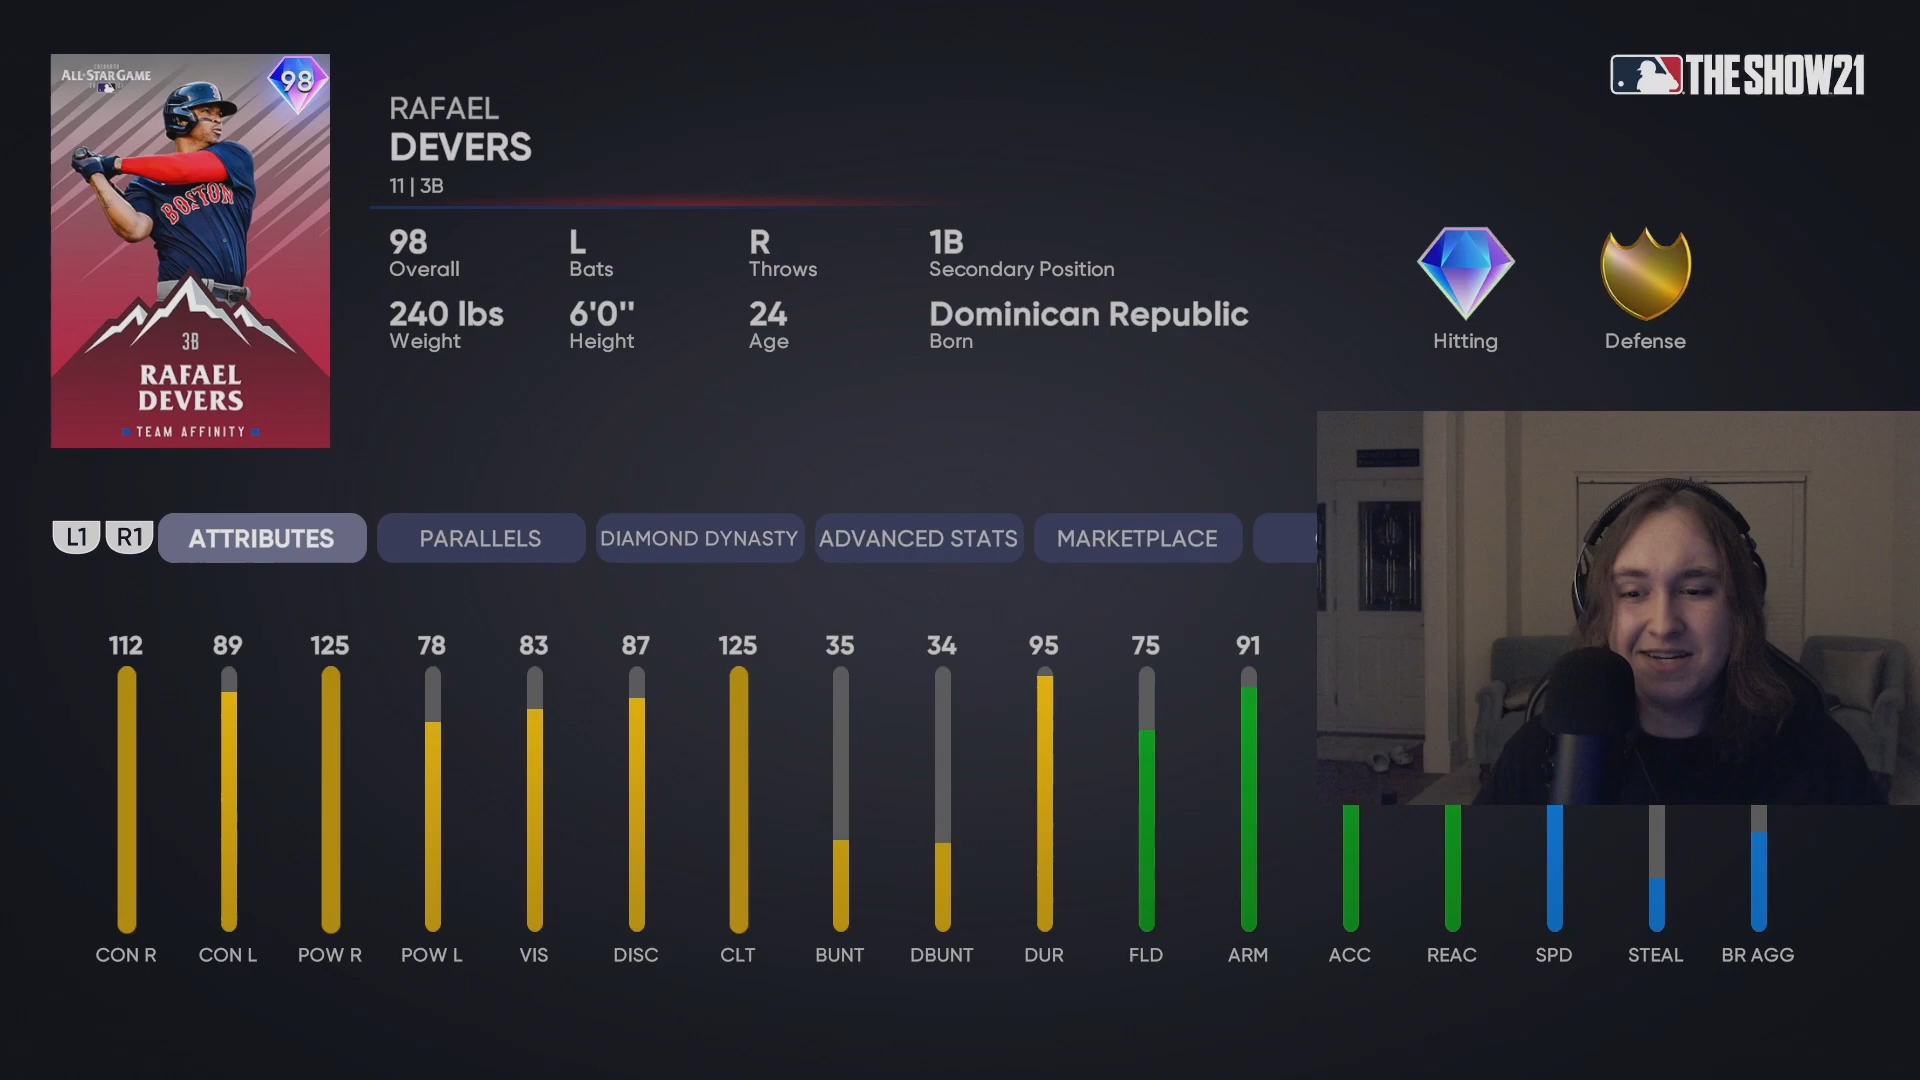 ALL★STAR GAME
98
RAFAEL
DEVERS
11 | 3B
98
Overall
L
Bats
R
Throws
1B
Secondary Position
240 lbs
Weight
6'0"
Height
24
Age
Dominican Republic
Born
Hitting
Defense
THE SHOW.21
BOSTON
3B
RAFAEL
DEVERS
TEAM AFFINITY
L1 R1 ATTRIBUTES PARALLELS DIAMOND DYNASTY ADVANCED STATS MARKETPLACE
112 89 125 78 83 87 125 35 34 95 75 91
CON R CON L POW R POW L VIS DISC CLT BUNT DBUNT DUR FLD ARM ACC REAC SPD STEAL BR AGG